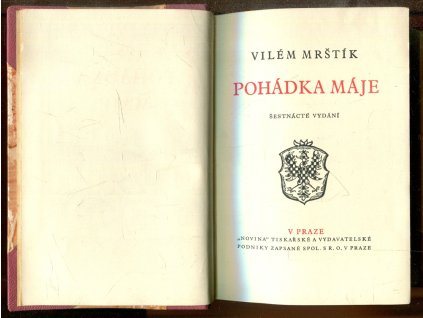 VILÉM MRŠTÍK
POHÁDKA MÁJE
ŠESTNÁCTÉ VYDÁNÍ
V PRAZE
„NOVINA" TISKAŘSKÉ A VYDAVATELSKÉ
PODNIKY ZAPSANÉ SPOL. S R. O. V PRAZE